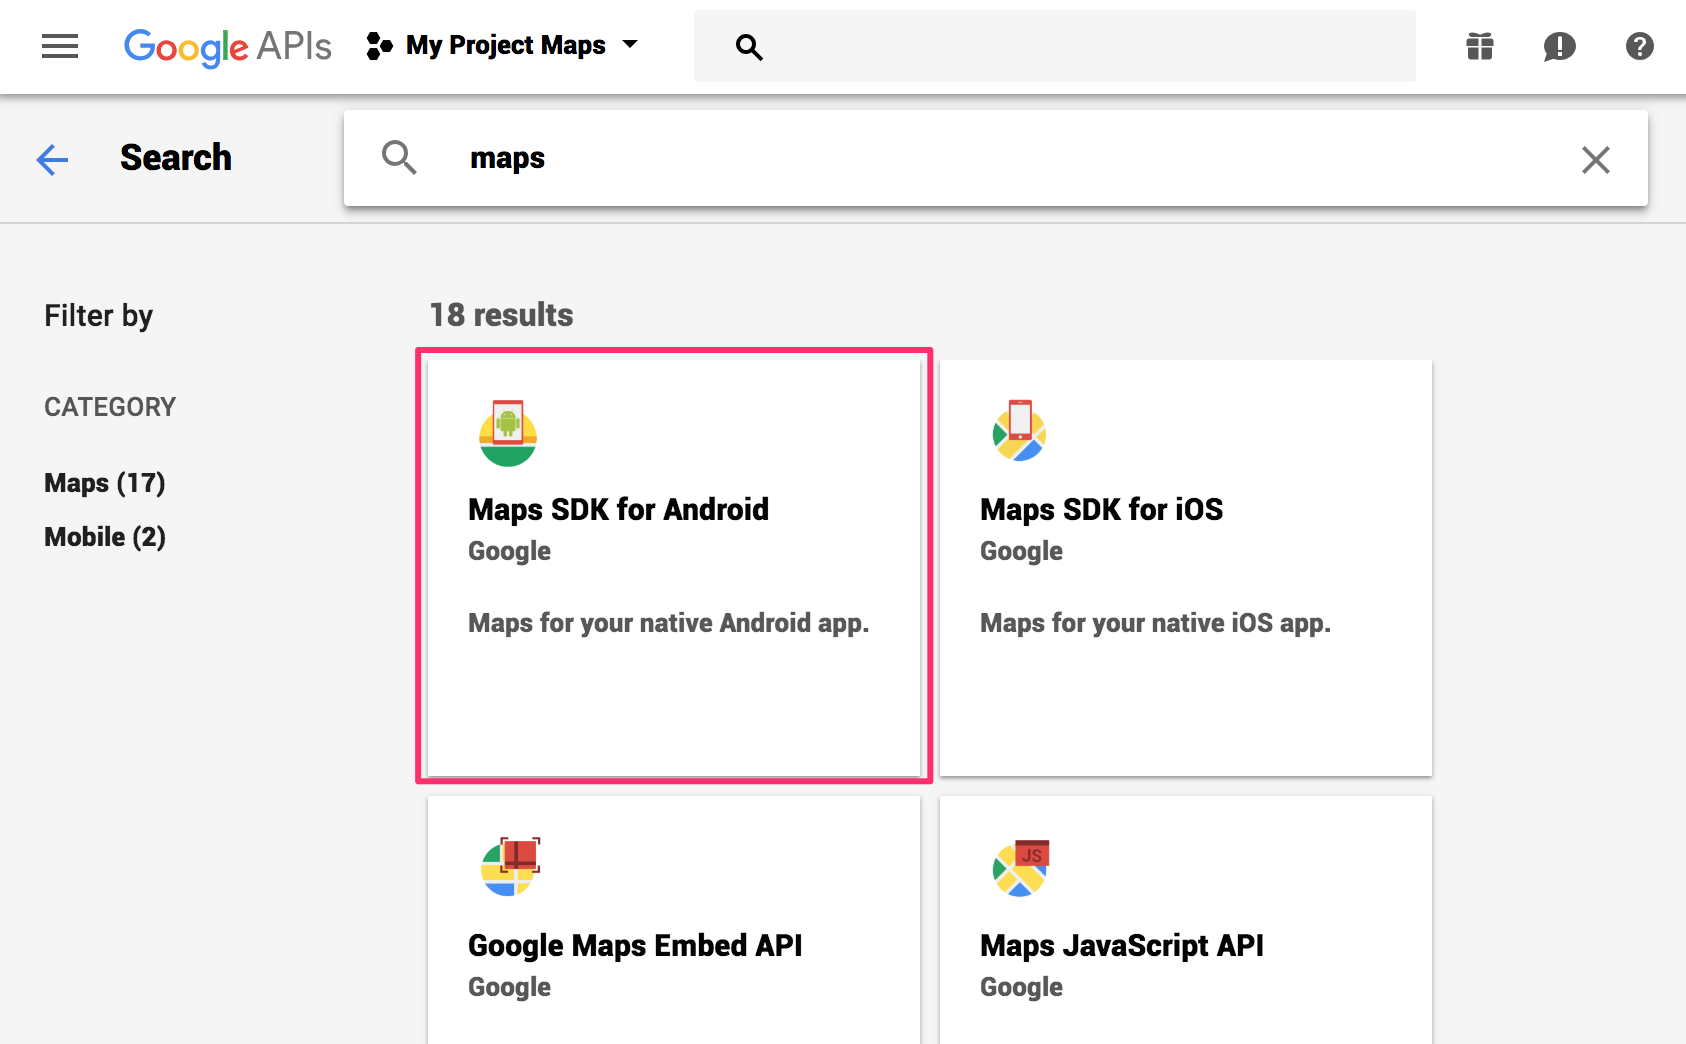 Google APIs My Project Maps
Search maps
Filter by
18 results
CATEGORY
Maps (17)
Mobile (2)
Maps SDK for Android
Google
Maps for your native Android app.
Maps SDK for iOS
Google
Maps for your native iOS app.
Google Maps Embed API
Google
JS
Maps JavaScript API
Google